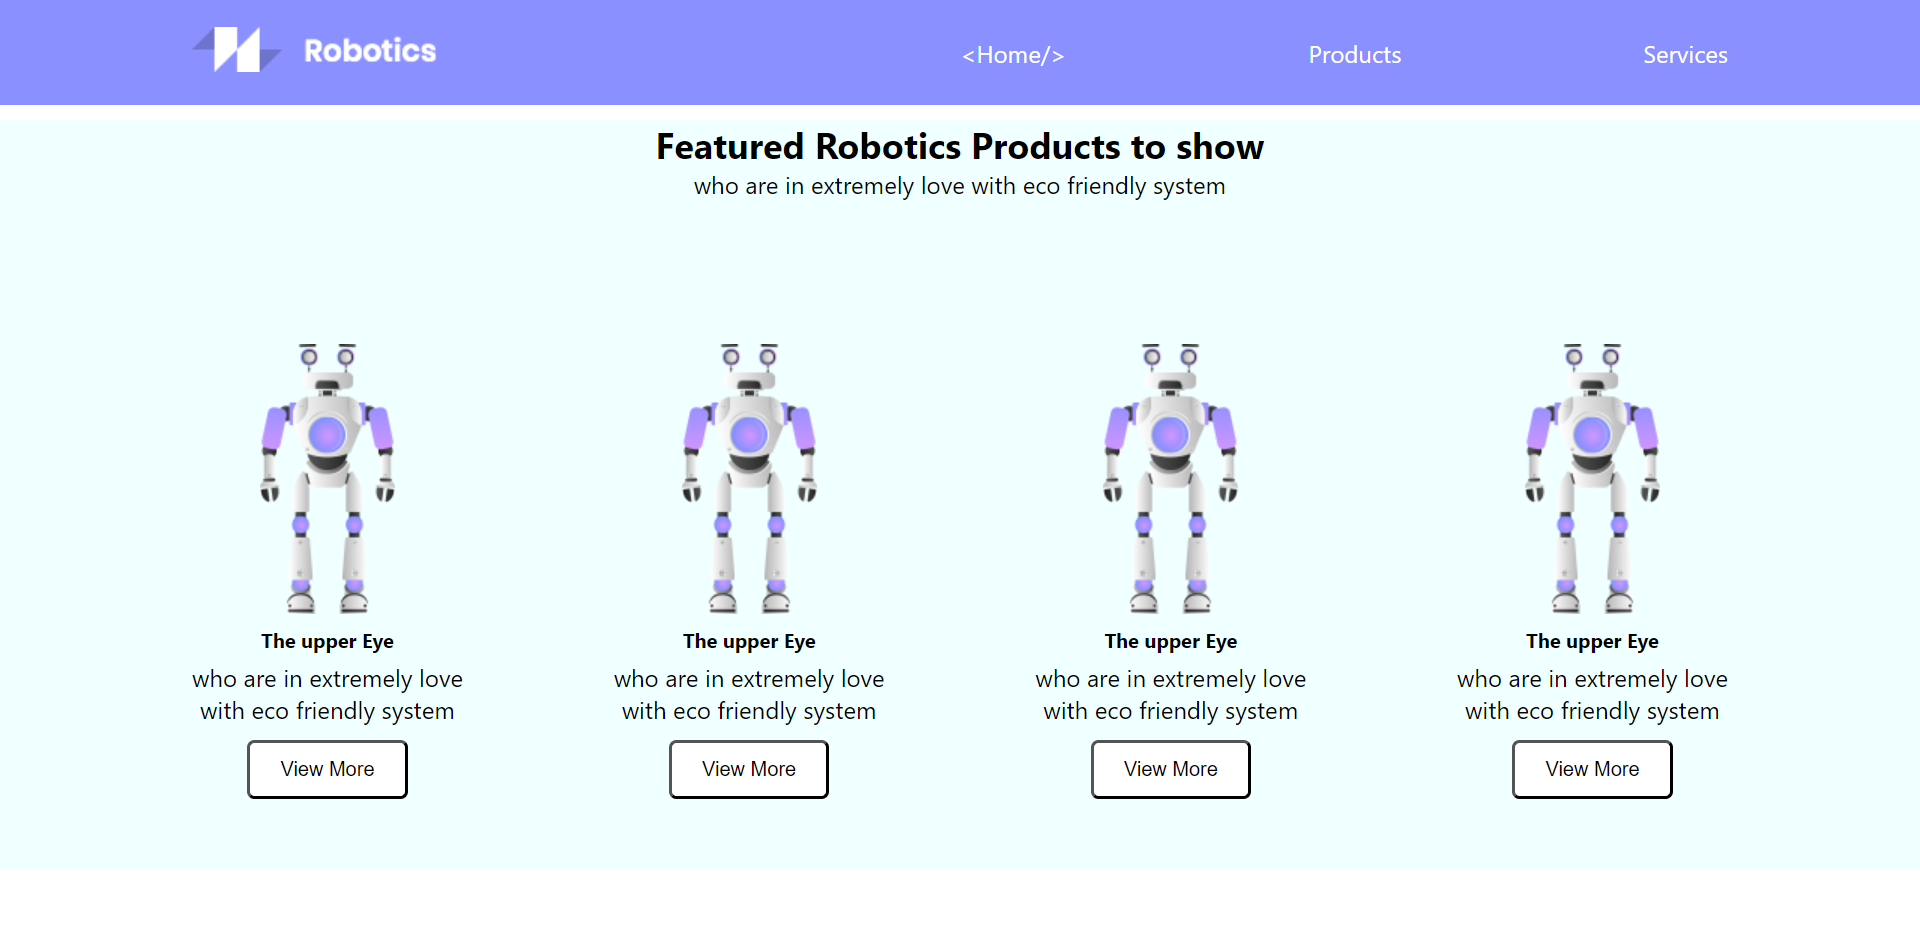 Robotics
<Home/>
Products
Services
Featured Robotics Products to show
who are in extremely love with eco friendly system
The upper Eye
who are in extremely love
with eco friendly system
View More
The upper Eye
who are in extremely love
with eco friendly system
View More
The upper Eye
who are in extremely love
with eco friendly system
View More
The upper Eye
who are in extremely love
with eco friendly system
View More